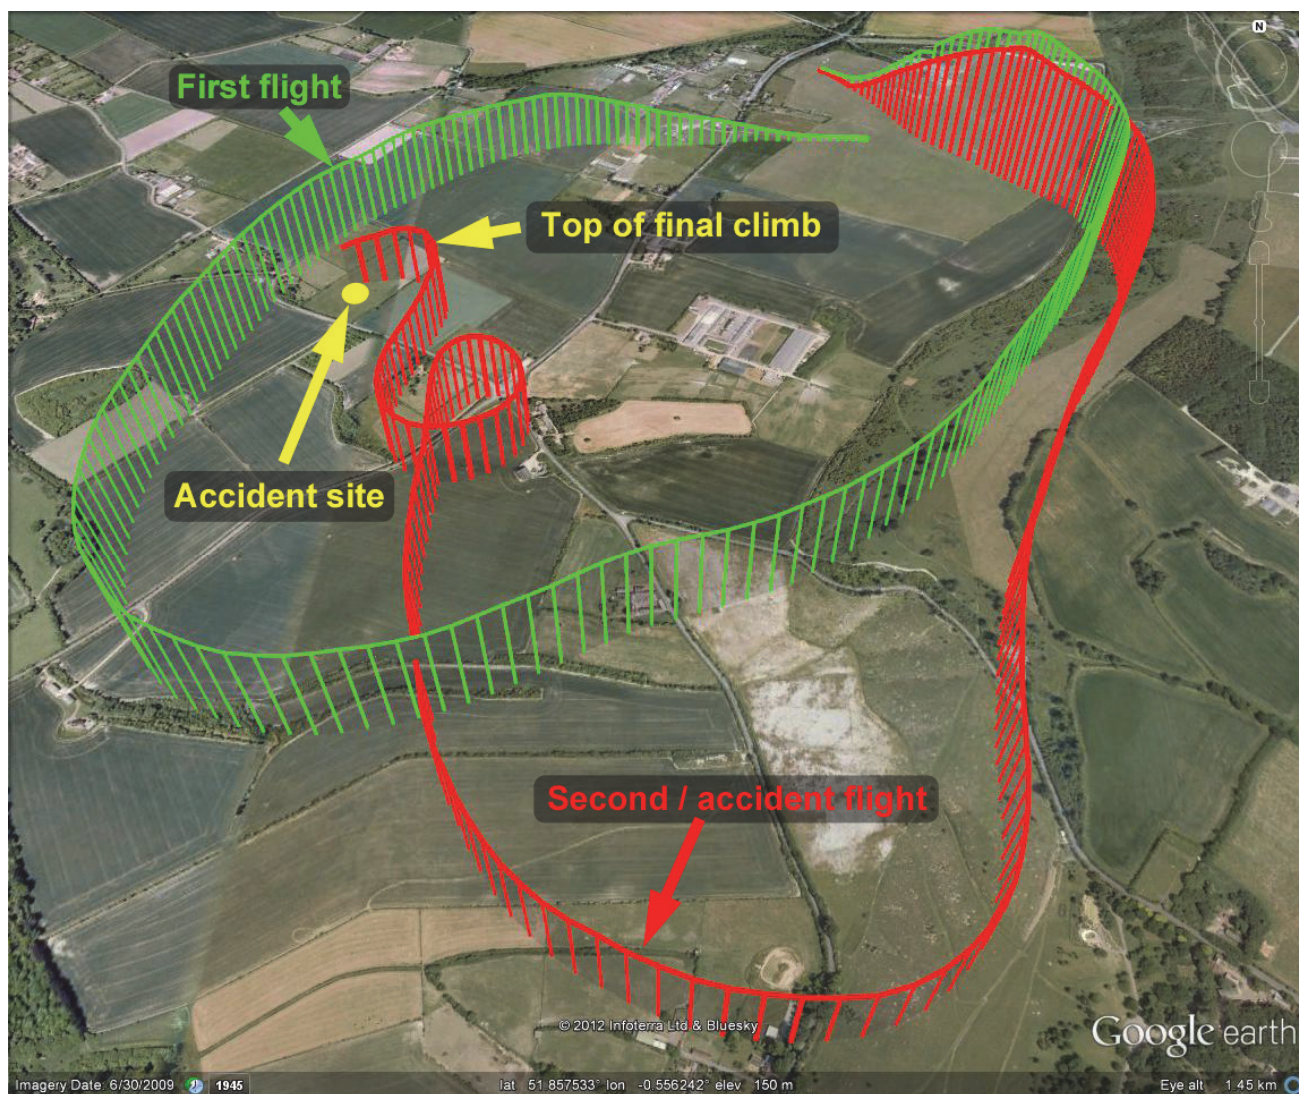 N
First flight
Top of final climb
Accident site
Second / accident flight
© 2012 Infoterra Ltd & Bluesky
Google earth
Imagery Date: 6/30/2009 1945 lat 51.857533° lon -0.556242° elev 150 m Eye alt 1.45 km